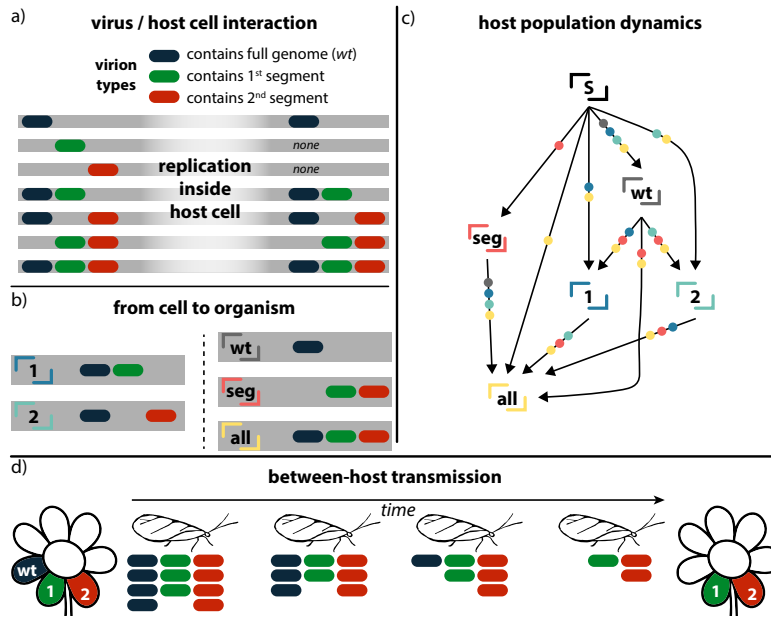 a)
virus / host cell interaction
virion types
contains full genome (wt)
contains 1st segment
contains 2nd segment
none
none
replication
inside
host cell
b)
from cell to organism
1
2
wt
seg
all
c)
host population dynamics
S
wt
seg
1
2
all
d)
between-host transmission
time
wt
1
2
1
2